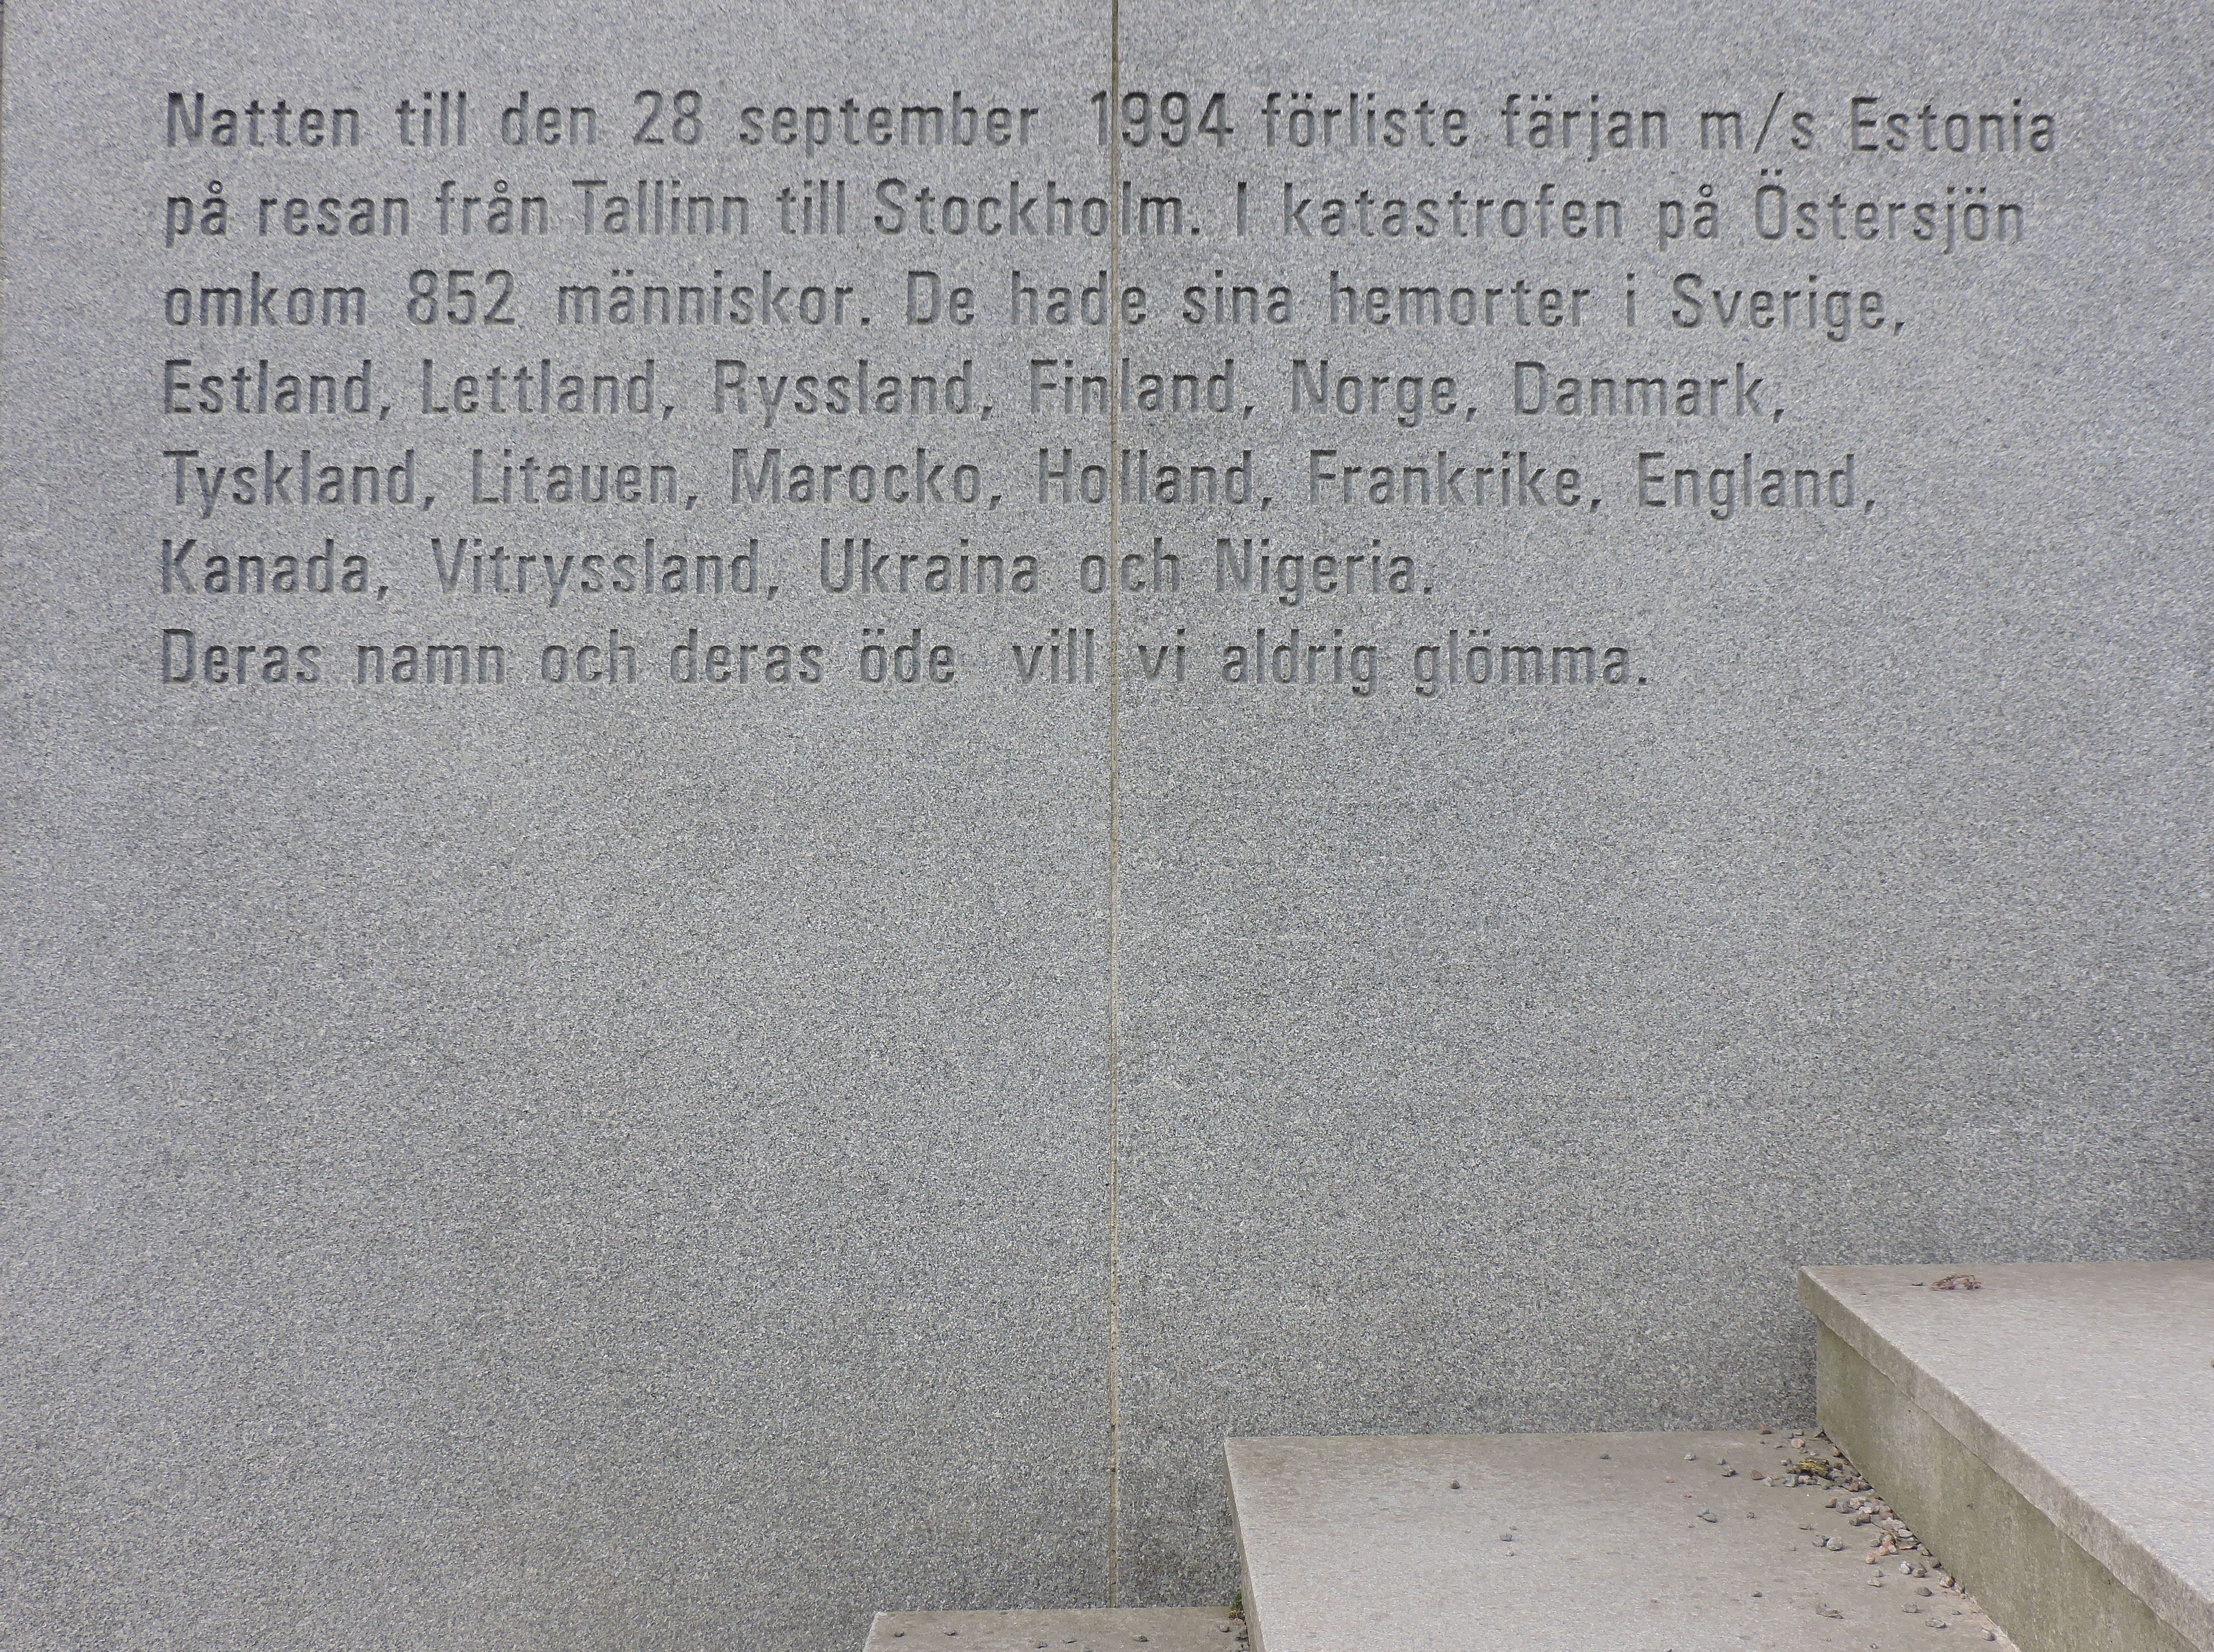 Natten till den 28 september 1994 förliste färjan m/s Estonia
på resan från Tallinn till Stockholm. I katastrofen på Östersjön
omkom 852 människor. De hade sina hemorter i Sverige,
Estland, Lettland, Ryssland, Finland, Norge, Danmark,
Tyskland, Litauen, Marocko, Holland, Frankrike, England,
Kanada, Vitryssland, Ukraina och Nigeria.
Deras namn och deras öde vill vi aldrig glömma.